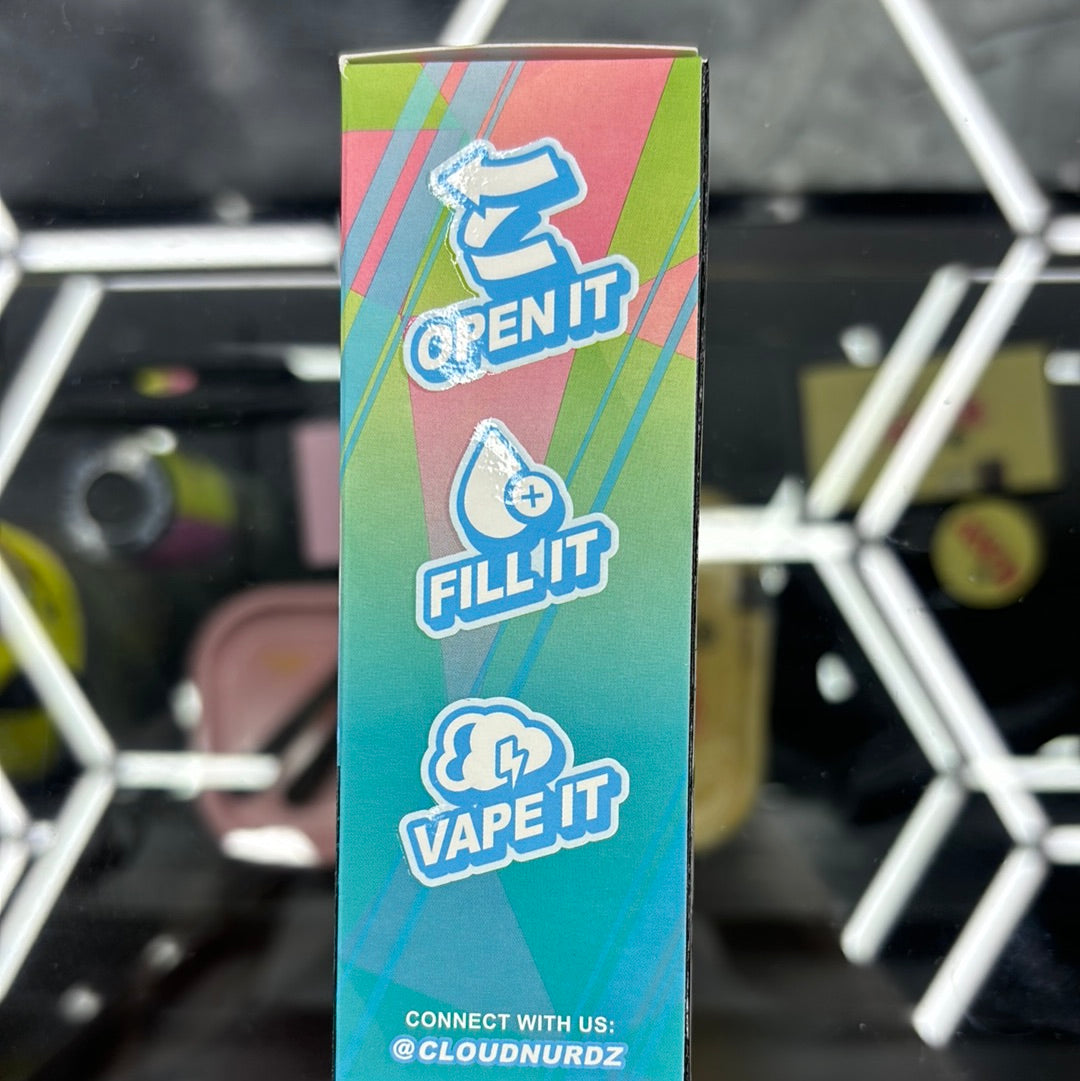 OPEN IT
FILL IT
VAPE IT
CONNECT WITH US:
@CLOUDNURDZ